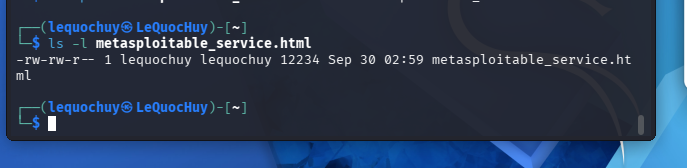 ┌──(lequochuy㉿LeQuocHuy)-[~]
└─$ ls -l metasploitable_service.html
-rw-rw-r-- 1 lequochuy lequochuy 12234 Sep 30 02:59 metasploitable_service.ht
ml
┌──(lequochuy㉿LeQuocHuy)-[~]
└─$